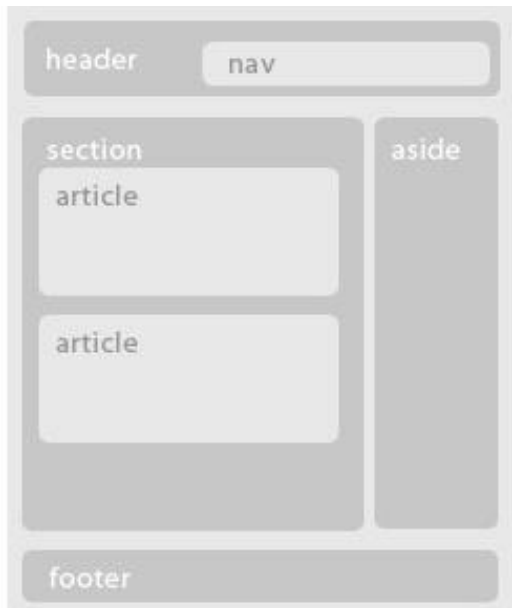 header
nav
section
aside
article
article
footer